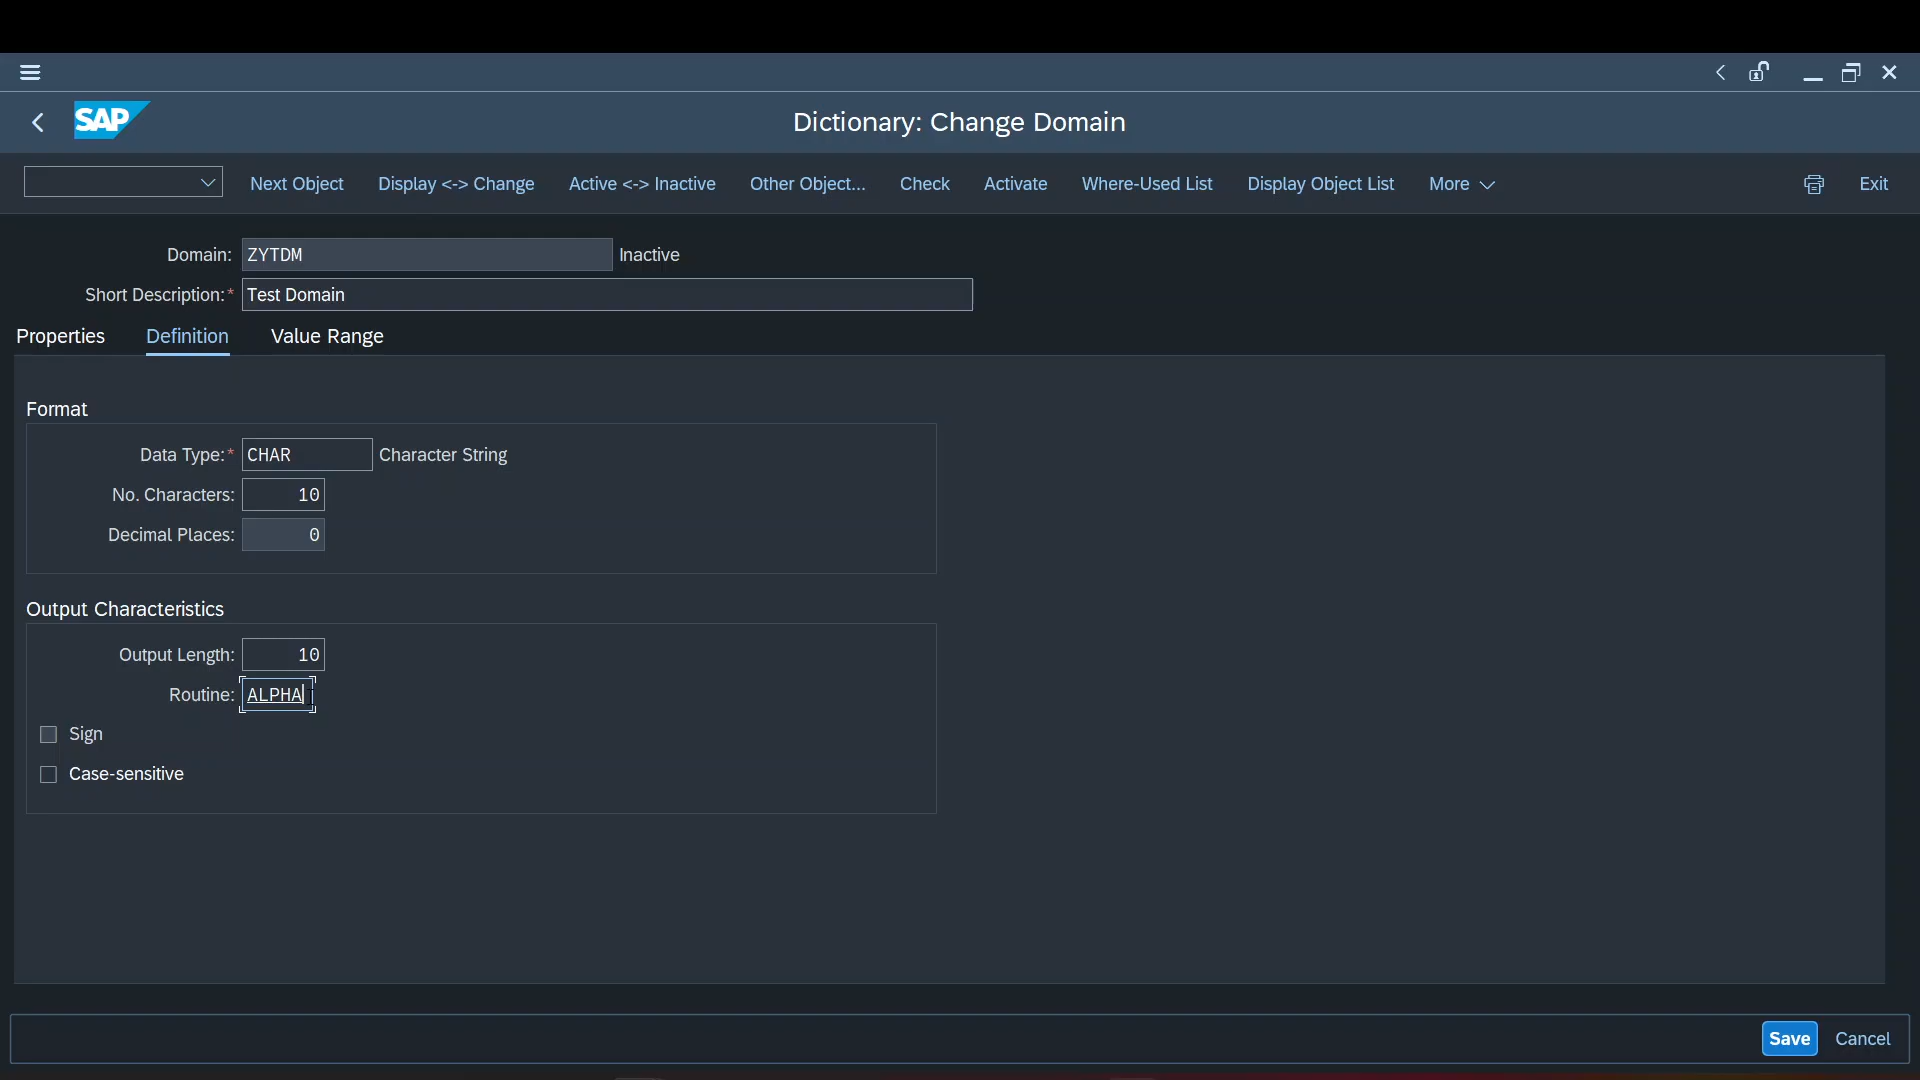 SAP
Dictionary: Change Domain
Next Object Display <-> Change Active <-> Inactive Other Object... Check Activate Where-Used List Display Object List More Exit
Domain: ZYTDM Inactive
Short Description:* Test Domain
Properties Definition Value Range
Format
Data Type:* CHAR Character String
No. Characters: 10
Decimal Places: 0
Output Characteristics
Output Length: 10
Routine: ALPHA
Sign
Case-sensitive
Save Cancel